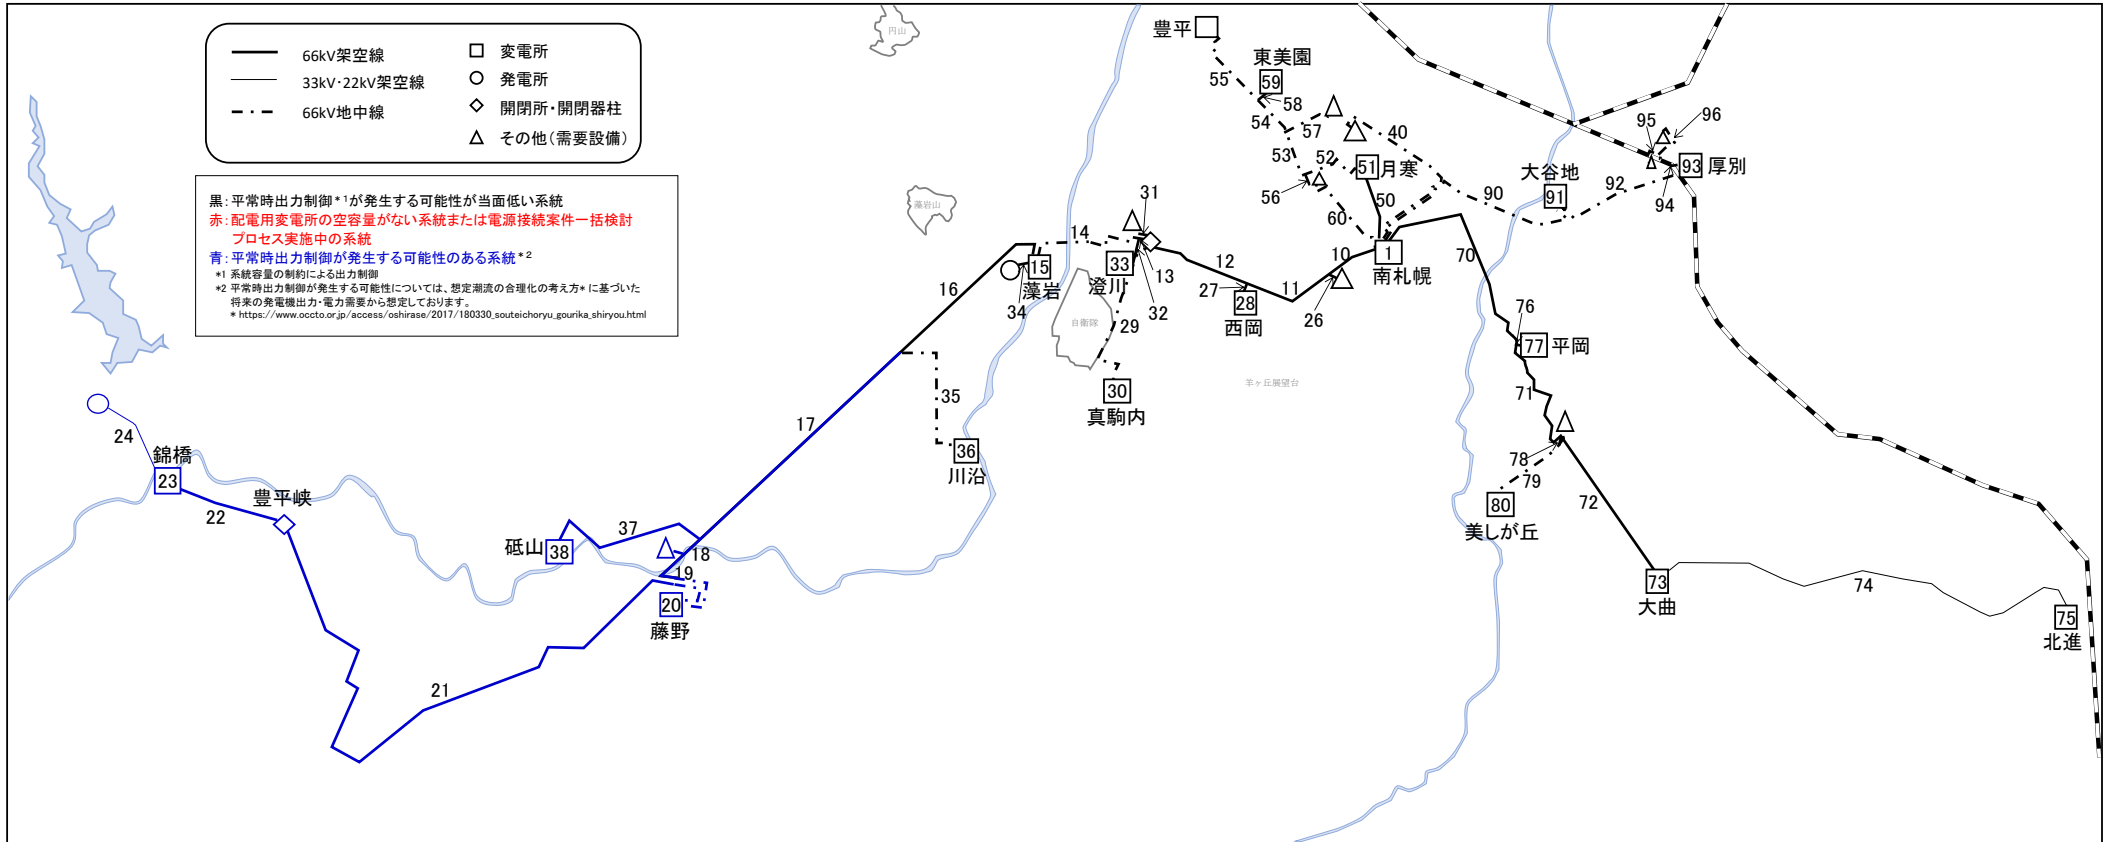 66kV架空線
33kV・22kV架空線
66kV地中線
変電所
発電所
開閉所・開閉器柱
その他(需要設備)
黒:平常時出力制御*1が発生する可能性が当面低い系統
赤:配電用変電所の空容量がない系統または電源接続案件一括検討
プロセス実施中の系統
青:平常時出力制御が発生する可能性のある系統*2
*1 系統容量の制約による出力制御
*2 平常時出力制御が発生する可能性については、想定潮流の合理化の考え方* に基づいた
将来の発電機出力・電力需要から想定しております。
* https://www.occto.or.jp/access/oshirase/2017/180330_souteichoryu_gourika_shiryou.html
円山
藻岩山
自衛隊
羊ヶ丘展望台
豊平
55
東美園
59
58
54
57
40
53
52
51
月寒
56
60
50
90
大谷地
91
92
95
96
93
厚別
94
31
14
33
澄川
13
32
12
10
1
南札幌
70
11
27
28
西岡
26
29
30
真駒内
15
藻岩
34
16
35
36
川沿
17
76
77
平岡
71
78
79
80
美しが丘
72
73
大曲
74
75
北進
24
錦橋
23
22
豊平峡
砥山
38
37
18
19
20
藤野
21